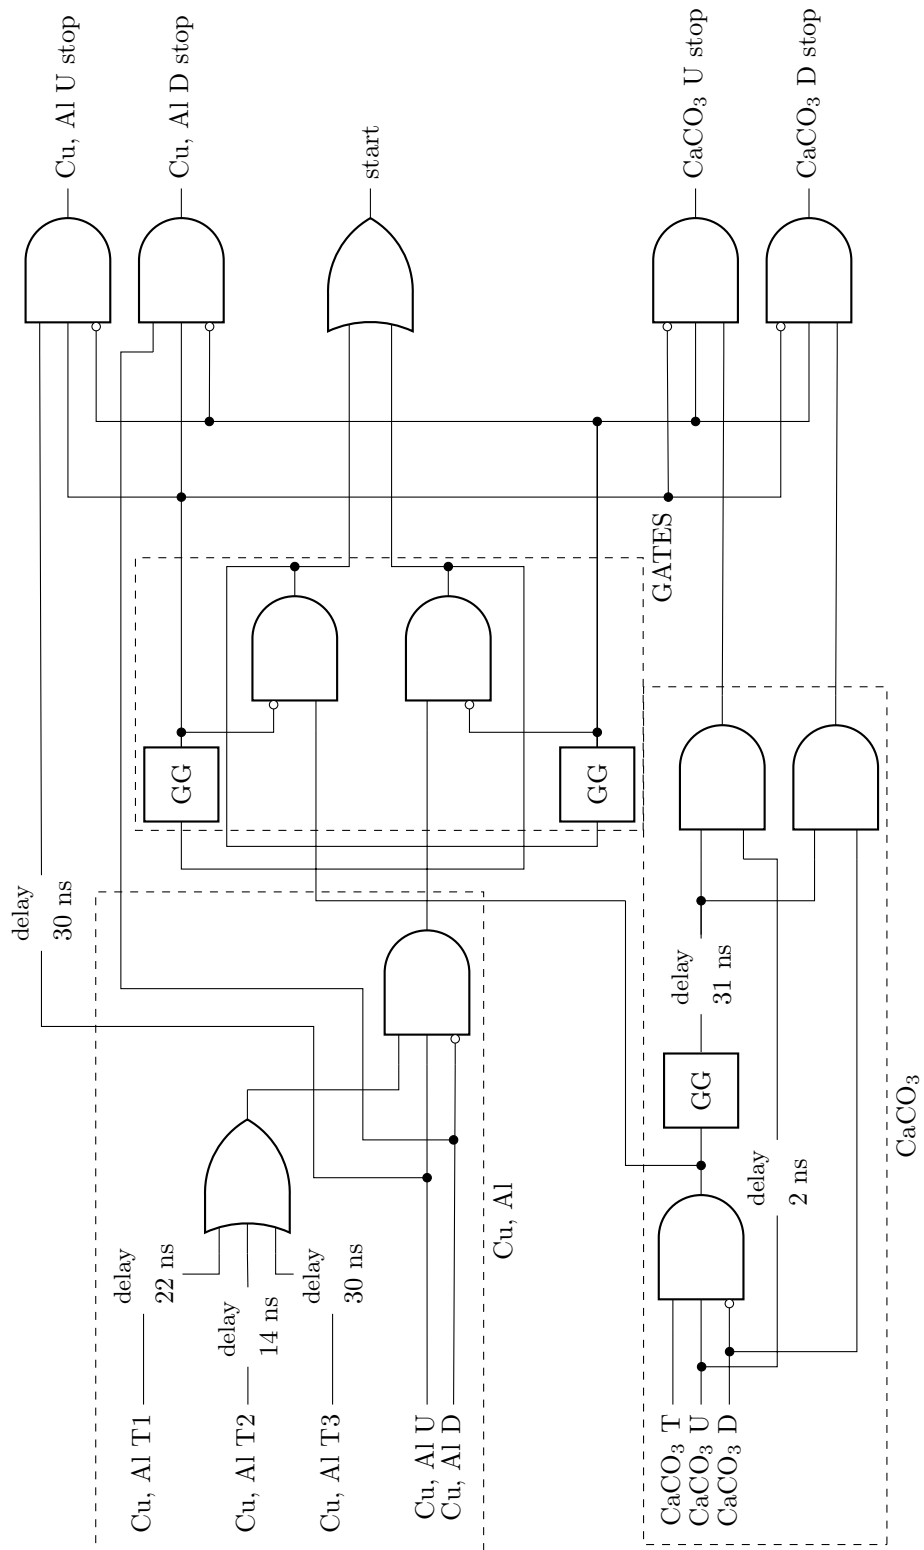 Cu, Al T1
Cu, Al T2
Cu, Al T3
Cu, Al U
Cu, Al D
CaCO₃ T
CaCO₃ U
CaCO₃ D
delay
22 ns
delay
14 ns
delay
30 ns
Cu, Al
delay
2 ns
GG
delay
31 ns
CaCO₃
delay
30 ns
GG
GG
GATES
Cu, Al U stop
Cu, Al D stop
start
CaCO₃ U stop
CaCO₃ D stop